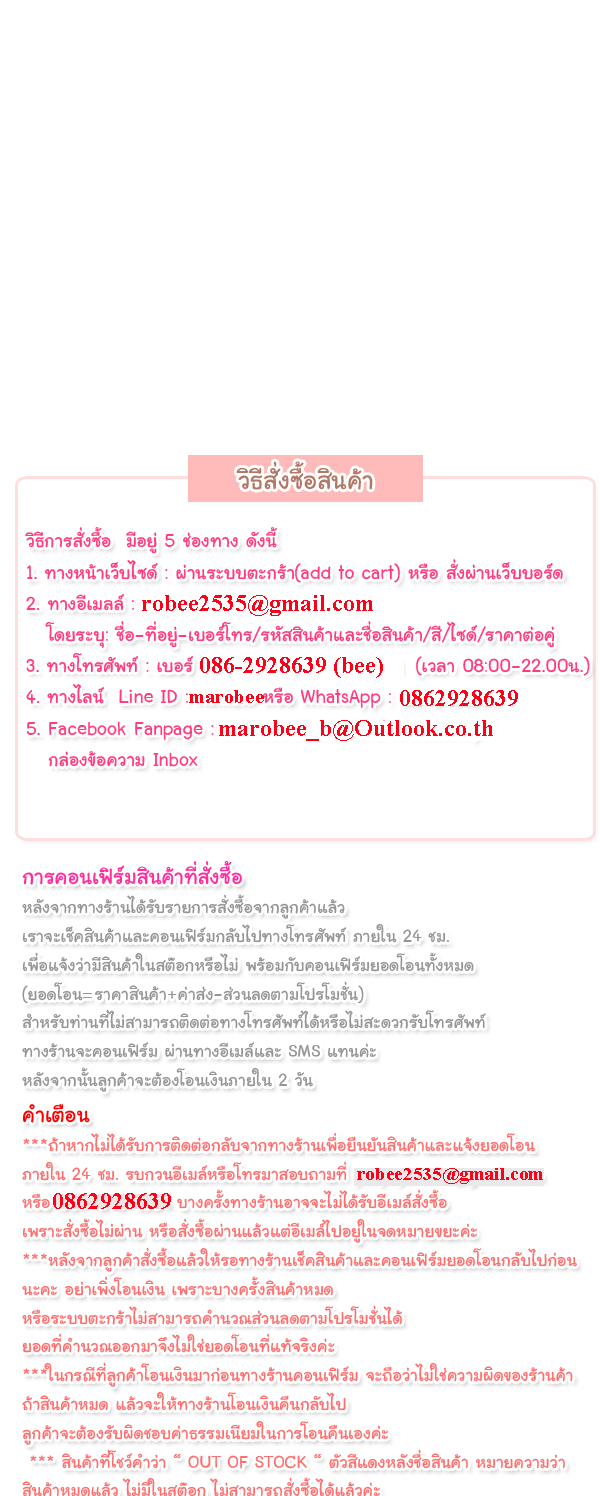 วิธีสั่งซื้อสินค้า
วิธีการสั่งซื้อ มีอยู่ 5 ช่องทาง ดังนี้
1. ทางหน้าเว็บไซด์ : ผ่านระบบตะกร้า(add to cart) หรือ สั่งผ่านเว็บบอร์ด
2. ทางอีเมลล์ : robee2535@gmail.com
โดยระบุ: ชื่อ-ที่อยู่-เบอร์โทร/รหัสสินค้าและชื่อสินค้า/สี/ไซด์/ราคาต่อคู่
3. ทางโทรศัพท์ : เบอร์ 086-2928639 (bee) (เวลา 08:00-22.00น.)
4. ทางไลน์ Line ID :marobeeหรือ WhatsApp : 0862928639
5. Facebook Fanpage : marobee_b@Outlook.co.th
กล่องข้อความ Inbox
การคอนเฟิร์มสินค้าที่สั่งซื้อ
หลังจากทางร้านได้รับรายการสั่งซื้อจากลูกค้าแล้ว
เราจะเช็คสินค้าและคอนเฟิร์มกลับไปทางโทรศัพท์ ภายใน 24 ชม.
เพื่อแจ้งว่ามีสินค้าในสต๊อกหรือไม่ พร้อมกับคอนเฟิร์มยอดโอนทั้งหมด
(ยอดโอน=ราคาสินค้า+ค่าส่ง-ส่วนลดตามโปรโมชั่น)
สำหรับท่านที่ไม่สามารถติดต่อทางโทรศัพท์ได้หรือไม่สะดวกรับโทรศัพท์
ทางร้านจะคอนเฟิร์ม ผ่านทางอีเมล์และ SMS แทนค่ะ
หลังจากนั้นลูกค้าจะต้องโอนเงินภายใน 2 วัน
คำเตือน
***ถ้าหากไม่ได้รับการติดต่อกลับจากทางร้านเพื่อยืนยันสินค้าและแจ้งยอดโอน
ภายใน 24 ชม. รบกวนอีเมล์หรือโทรมาสอบถามที่ robee2535@gmail.com
หรือ0862928639 บางครั้งทางร้านอาจจะไม่ได้รับอีเมล์สั่งซื้อ
เพราะสั่งซื้อไม่ผ่าน หรือสั่งซื้อผ่านแล้วแต่อีเมล์ไปอยู่ในจดหมายขยะค่ะ
***หลังจากลูกค้าสั่งซื้อแล้วให้รอทางร้านเช็คสินค้าและคอนเฟิร์มยอดโอนกลับไปก่อน
นะคะ อย่าเพิ่งโอนเงิน เพราะบางครั้งสินค้าหมด
หรือระบบตะกร้าไม่สามารถคำนวณส่วนลดตามโปรโมชั่นได้
ยอดที่คำนวณออกมาจึงไม่ใช่ยอดโอนที่แท้จริงค่ะ
***ในกรณีที่ลูกค้าโอนเงินมาก่อนทางร้านคอนเฟิร์ม จะถือว่าไม่ใช่ความผิดของร้านค้า
ถ้าสินค้าหมด แล้วจะให้ทางร้านโอนเงินคืนกลับไป
ลูกค้าจะต้องรับผิดชอบค่าธรรมเนียมในการโอนคืนเองค่ะ
*** สินค้าที่โชว์คำว่า “ OUT OF STOCK “ ตัวสีแดงหลังชื่อสินค้า หมายความว่า
สินค้าหมดแล้ว ไม่มีในสต๊อก ไม่สามารถสั่งซื้อได้แล้วค่ะ